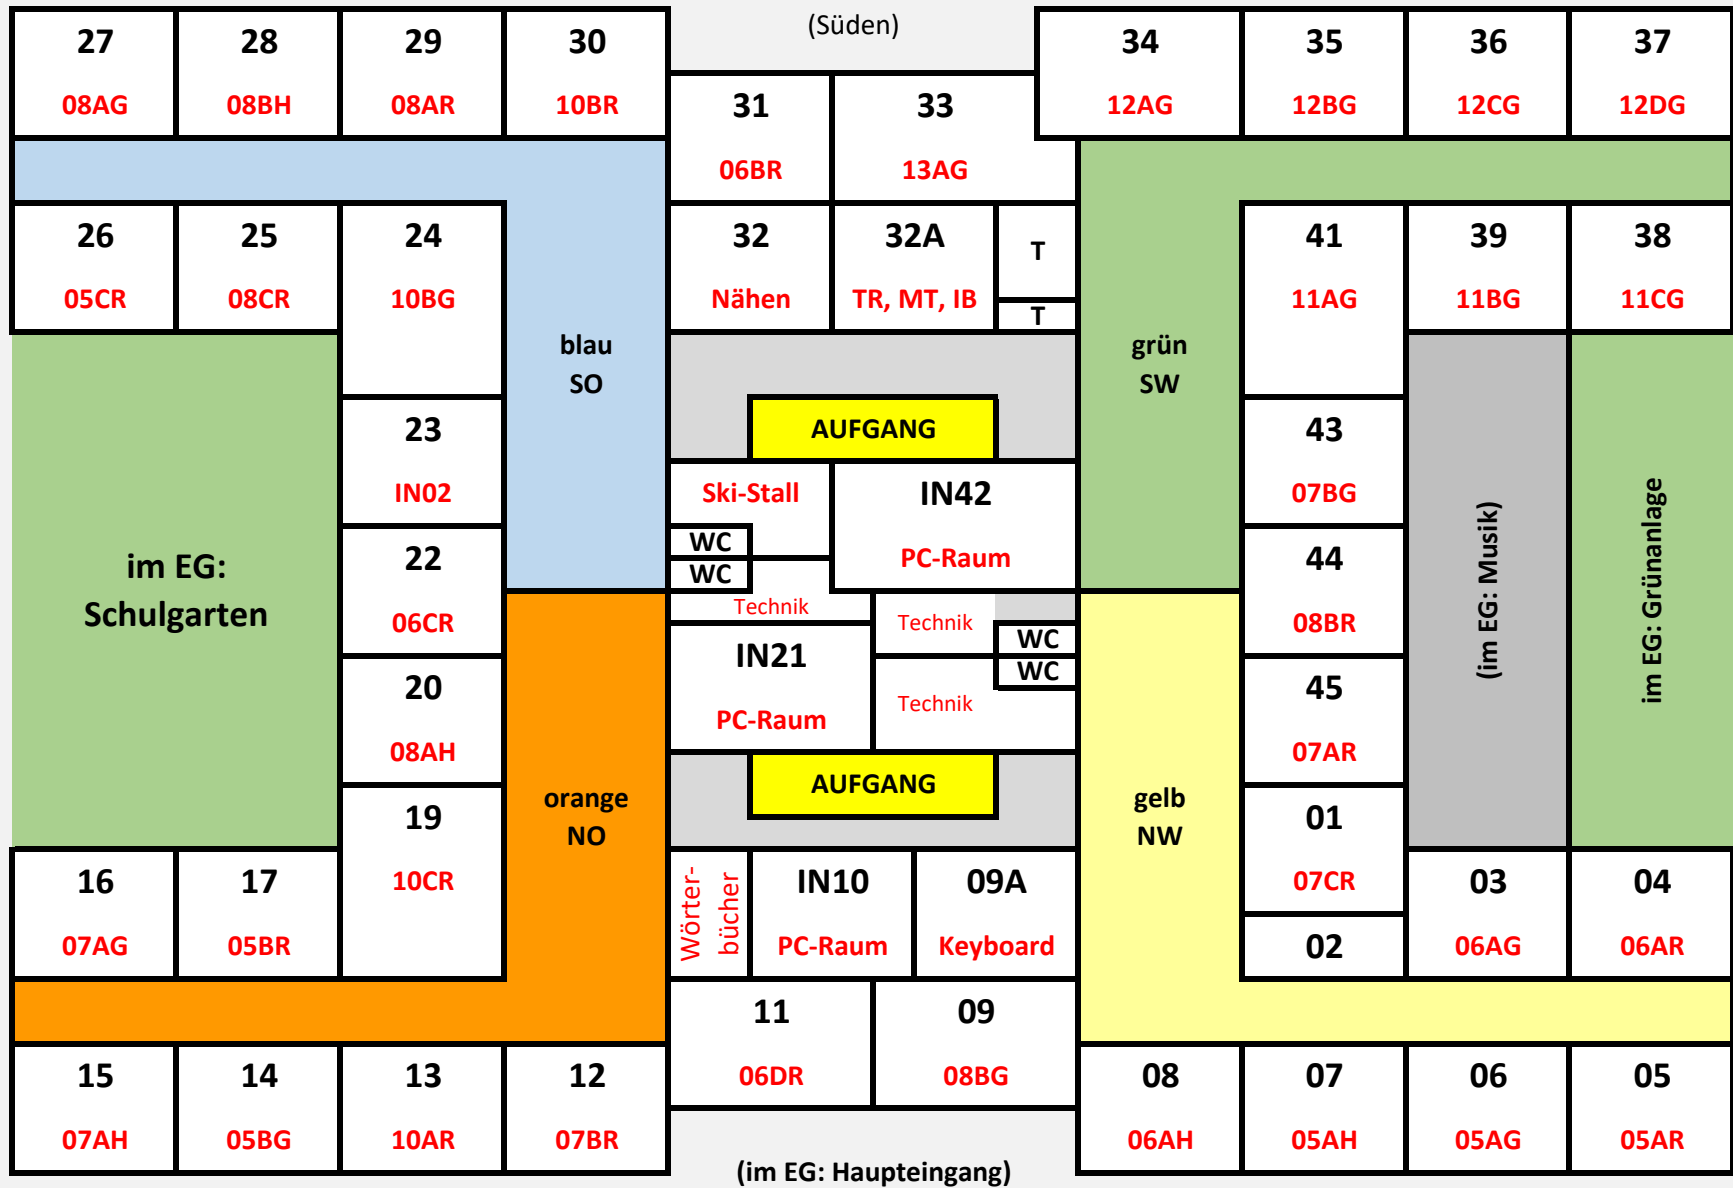 (Süden)
27 28 29 30
08AG 08BH 08AR 10BR
34 35 36 37
12AG 12BG 12CG 12DG
31 33
06BR 13AG
26 25 24
05CR 08CR 10BG
32 32A T
Nähen TR, MT, IB
T
41 39 38
11AG 11BG 11CG
blau
SO
grün
SW
AUFGANG
23
IN02
43
07BG
Ski-Stall IN42
WC
WC
PC-Raum
Technik
im EG:
Schulgarten
22
06CR
44
08BR
(im EG: Musik)
im EG: Grünanlage
Technik
WC
WC
IN21
PC-Raum
Technik
20
08AH
45
07AR
AUFGANG
orange
NO
gelb
NW
19
10CR
01
07CR
16 17
07AG 05BR
Wörter-
bücher
IN10 09A
PC-Raum Keyboard
02
03 04
06AG 06AR
11 09
06DR 08BG
15 14 13 12
07AH 05BG 10AR 07BR
08 07 06 05
06AH 05AH 05AG 05AR
(im EG: Haupteingang)